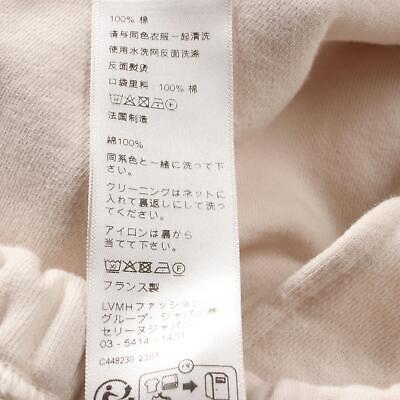 100% 棉
请与同色衣服一起清洗
使用水洗网反面洗涤
反面熨烫
口袋里料 100% 棉
法国制造
綿100%
同系色と一緒に洗って下
さい。
クリーニングはネットに
入れて裏返しにして洗っ
てください。
アイロンは裏から
当てて下さい。
フランス製
LVMHファッション
グループ・ジャパン㈱
セリーヌジャパン
03 - 5414 - 1401
C448230 2307